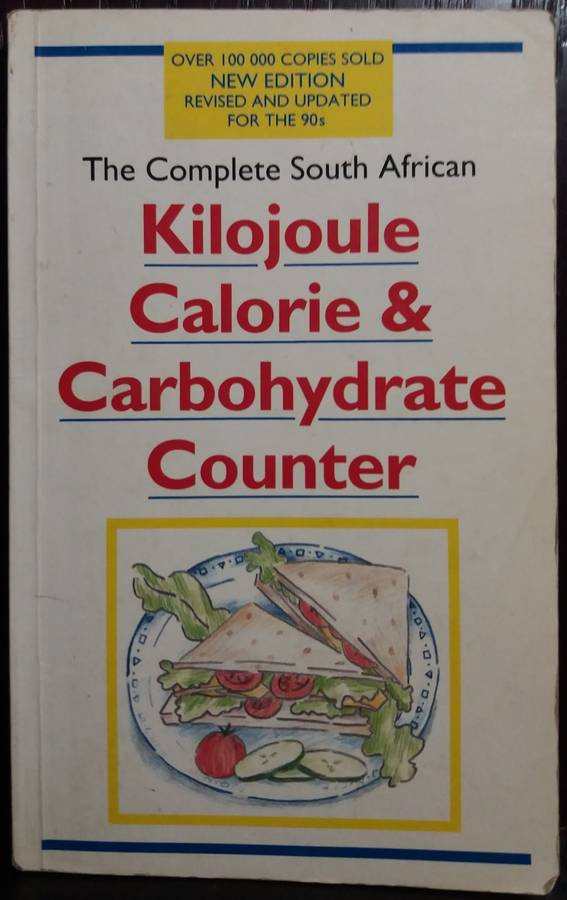 OVER 100 000 COPIES SOLD
NEW EDITION
REVISED AND UPDATED
FOR THE 90s
The Complete South African
Kilojoule
Calorie &
Carbohydrate
Counter